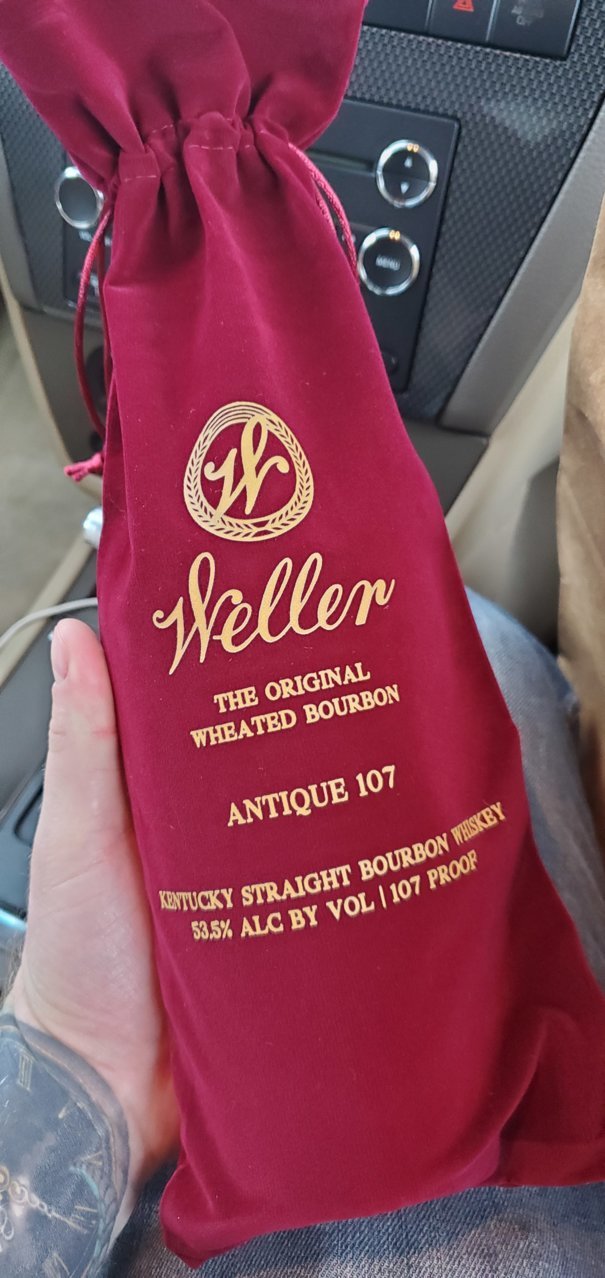 MENU
W
Weller
THE ORIGINAL
WHEATED BOURBON
ANTIQUE 107
KENTUCKY STRAIGHT BOURBON WHISKEY
53.5% ALC BY VOL | 107 PROOF